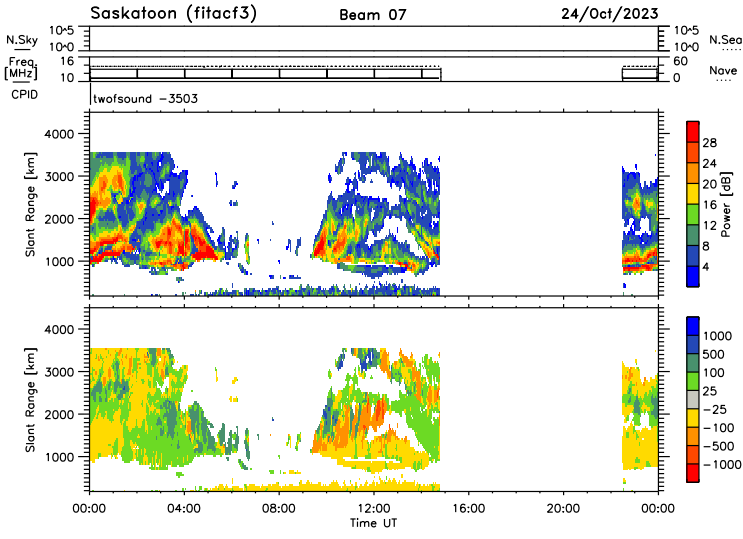 Saskatoon (fitacf3) Beam 07 24/Oct/2023
N.Sky 10^5 10^0 10^5 10^0 N.Sea
Freq. [MHz] 16 10 60 0 Nave
CPID twofsound -3503
Slant Range [km]
4000
3000
2000
1000
28
24
20
16
12
8
4
Power [dB]
Slant Range [km]
4000
3000
2000
1000
1000
500
100
25
-25
-100
-500
-1000
00:00 04:00 08:00 12:00 16:00 20:00 00:00
Time UT